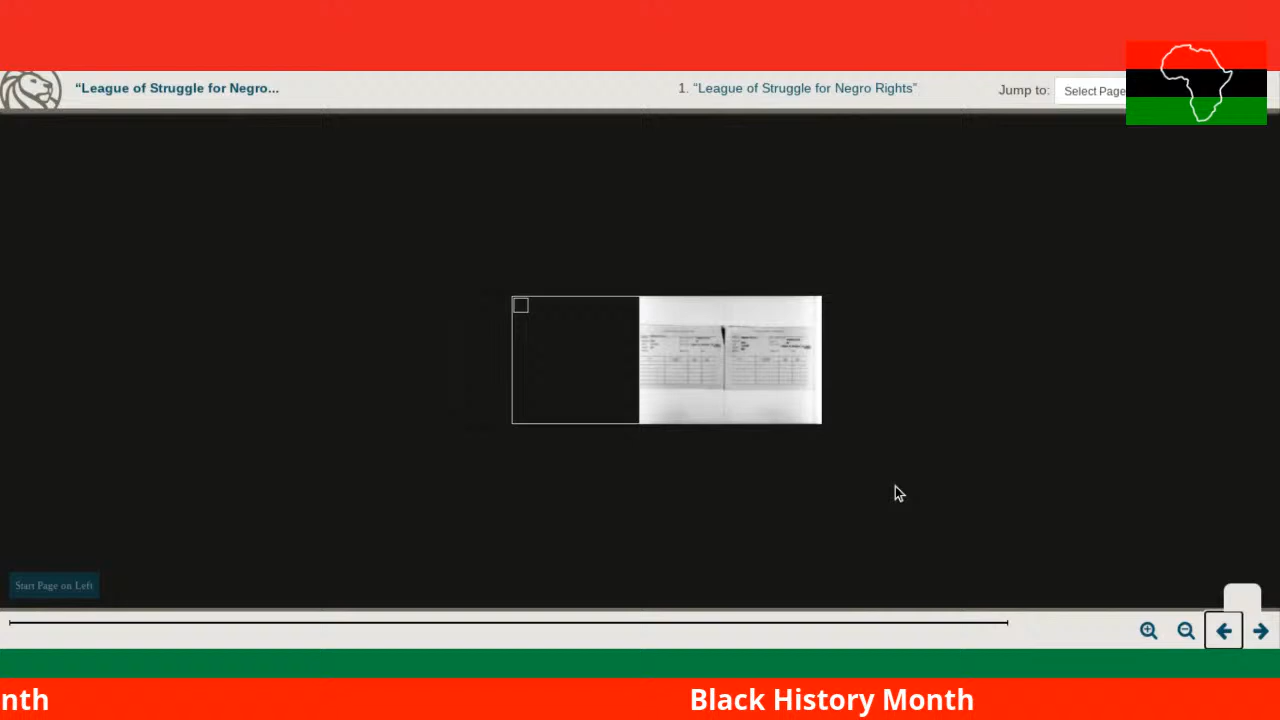 “League of Struggle for Negro...
1. “League of Struggle for Negro Rights”
Jump to:
Select Page
Start Page on Left
nth
Black History Month